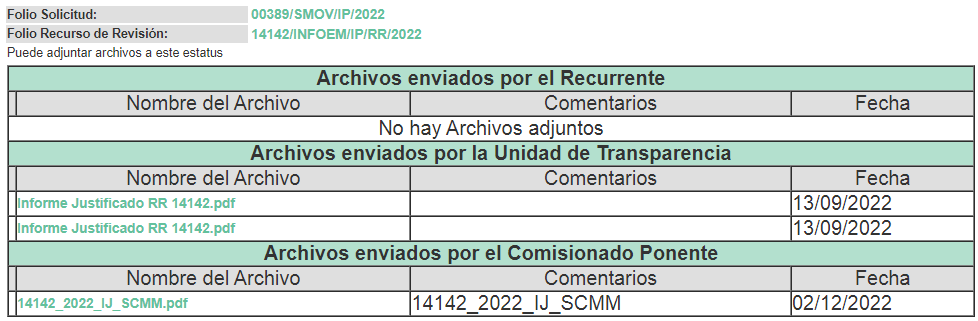 Folio Solicitud: 00389/SMOV/IP/2022
Folio Recurso de Revisión: 14142/INFOEM/IP/RR/2022
Puede adjuntar archivos a este estatus
Archivos enviados por el Recurrente
Nombre del Archivo Comentarios Fecha
No hay Archivos adjuntos
Archivos enviados por la Unidad de Transparencia
Nombre del Archivo Comentarios Fecha
Informe Justificado RR 14142.pdf 13/09/2022
Informe Justificado RR 14142.pdf 13/09/2022
Archivos enviados por el Comisionado Ponente
Nombre del Archivo Comentarios Fecha
14142_2022_IJ_SCMM.pdf 14142_2022_IJ_SCMM 02/12/2022